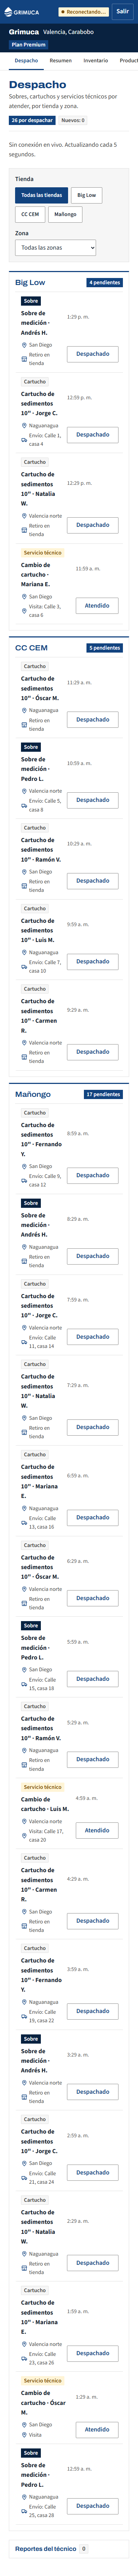 GRIMUCA
Reconectando...
Salir
Grimuca Valencia, Carabobo
Plan Premium
Despacho Resumen Inventario Product
Despacho
Sobres, cartuchos y servicios técnicos por atender, por tienda y zona.
26 por despachar Nuevos: 0
Sin conexión en vivo. Actualizando cada 5 segundos.
Tienda
Todas las tiendas Big Low
CC CEM Mañongo
Zona
Todas las zonas
Big Low 4 pendientes
Sobre
Sobre de medición · Andrés H.
1:29 p. m.
San Diego
Retiro en tienda
Despachado
Cartucho
Cartucho de sedimentos 10" · Jorge C.
12:59 p. m.
Naguanagua
Envío: Calle 1, casa 4
Despachado
Cartucho
Cartucho de sedimentos 10" · Natalia W.
12:29 p. m.
Valencia norte
Retiro en tienda
Despachado
Servicio técnico
Cambio de cartucho · Mariana E.
11:59 a. m.
San Diego
Visita: Calle 3, casa 6
Atendido
CC CEM 5 pendientes
Cartucho
Cartucho de sedimentos 10" · Óscar M.
11:29 a. m.
Naguanagua
Retiro en tienda
Despachado
Sobre
Sobre de medición · Pedro L.
10:59 a. m.
Valencia norte
Envío: Calle 5, casa 8
Despachado
Cartucho
Cartucho de sedimentos 10" · Ramón V.
10:29 a. m.
San Diego
Retiro en tienda
Despachado
Cartucho
Cartucho de sedimentos 10" · Luis M.
9:59 a. m.
Naguanagua
Envío: Calle 7, casa 10
Despachado
Cartucho
Cartucho de sedimentos 10" · Carmen R.
9:29 a. m.
Valencia norte
Retiro en tienda
Despachado
Mañongo 17 pendientes
Cartucho
Cartucho de sedimentos 10" · Fernando Y.
8:59 a. m.
San Diego
Envío: Calle 9, casa 12
Despachado
Sobre
Sobre de medición · Andrés H.
8:29 a. m.
Naguanagua
Retiro en tienda
Despachado
Cartucho
Cartucho de sedimentos 10" · Jorge C.
7:59 a. m.
Valencia norte
Envío: Calle 11, casa 14
Despachado
Cartucho
Cartucho de sedimentos 10" · Natalia W.
7:29 a. m.
San Diego
Retiro en tienda
Despachado
Cartucho
Cartucho de sedimentos 10" · Mariana E.
6:59 a. m.
Naguanagua
Envío: Calle 13, casa 16
Despachado
Cartucho
Cartucho de sedimentos 10" · Óscar M.
6:29 a. m.
Valencia norte
Retiro en tienda
Despachado
Sobre
Sobre de medición · Pedro L.
5:59 a. m.
San Diego
Envío: Calle 15, casa 18
Despachado
Cartucho
Cartucho de sedimentos 10" · Ramón V.
5:29 a. m.
Naguanagua
Retiro en tienda
Despachado
Servicio técnico
Cambio de cartucho · Luis M.
4:59 a. m.
Valencia norte
Visita: Calle 17, casa 20
Atendido
Cartucho
Cartucho de sedimentos 10" · Carmen R.
4:29 a. m.
San Diego
Retiro en tienda
Despachado
Cartucho
Cartucho de sedimentos 10" · Fernando Y.
3:59 a. m.
Naguanagua
Envío: Calle 19, casa 22
Despachado
Sobre
Sobre de medición · Andrés H.
3:29 a. m.
Valencia norte
Retiro en tienda
Despachado
Cartucho
Cartucho de sedimentos 10" · Jorge C.
2:59 a. m.
San Diego
Envío: Calle 21, casa 24
Despachado
Cartucho
Cartucho de sedimentos 10" · Natalia W.
2:29 a. m.
Naguanagua
Retiro en tienda
Despachado
Cartucho
Cartucho de sedimentos 10" · Mariana E.
1:59 a. m.
Valencia norte
Envío: Calle 23, casa 26
Despachado
Servicio técnico
Cambio de cartucho · Óscar M.
1:29 a. m.
San Diego
Visita
Atendido
Sobre
Sobre de medición · Pedro L.
12:59 a. m.
Naguanagua
Envío: Calle 25, casa 28
Despachado
Reportes del técnico 0